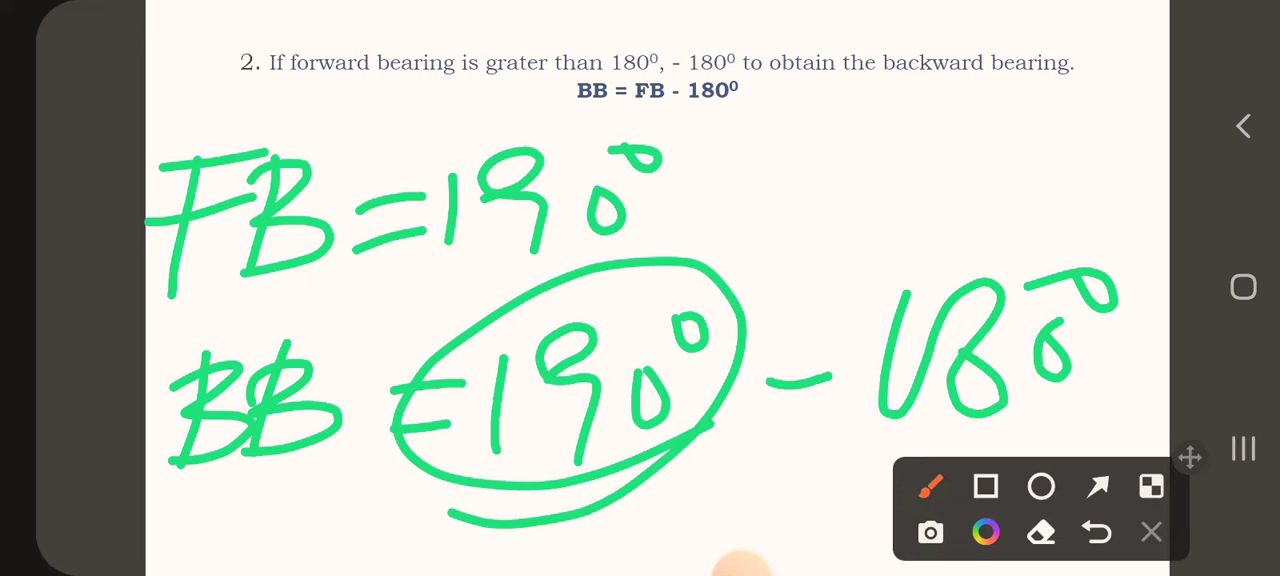 2. If forward bearing is grater than 180⁰, - 180⁰ to obtain the backward bearing.
BB = FB - 180⁰
FB = 190°
BB = 190° - 180°